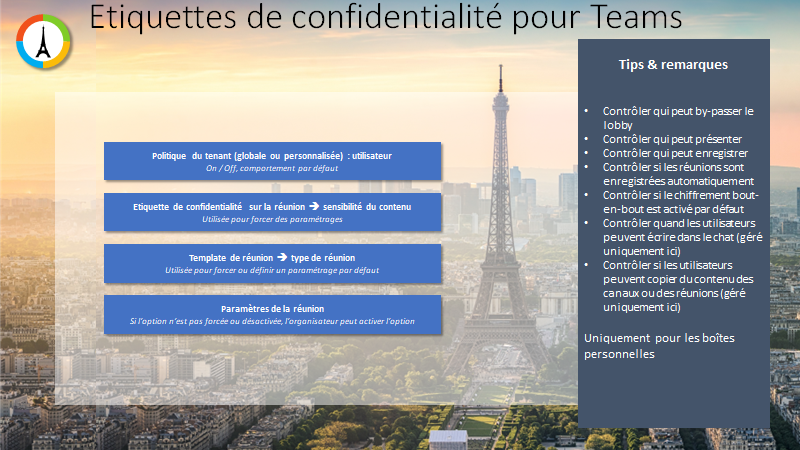 Etiquettes de confidentialité pour Teams
Politique du tenant (globale ou personnalisée) : utilisateur
On / Off, comportement par défaut
Etiquette de confidentialité sur la réunion ➔ sensibilité du contenu
Utilisée pour forcer des paramétrages
Template de réunion ➔ type de réunion
Utilisée pour forcer ou définir un paramétrage par défaut
Paramètres de la réunion
Si l'option n'est pas forcée ou désactivée, l'organisateur peut activer l'option
Tips & remarques
• Contrôler qui peut by-passer le
lobby
• Contrôler qui peut présenter
• Contrôler qui peut enregistrer
• Contrôler si les réunions sont
enregistrées automatiquement
• Contrôler si le chiffrement bout-
en-bout est activé par défaut
• Contrôler quand les utilisateurs
peuvent écrire dans le chat (géré
uniquement ici)
• Contrôler si les utilisateurs
peuvent copier du contenu des
canaux ou des réunions (géré
uniquement ici)
Uniquement pour les boîtes
personnelles